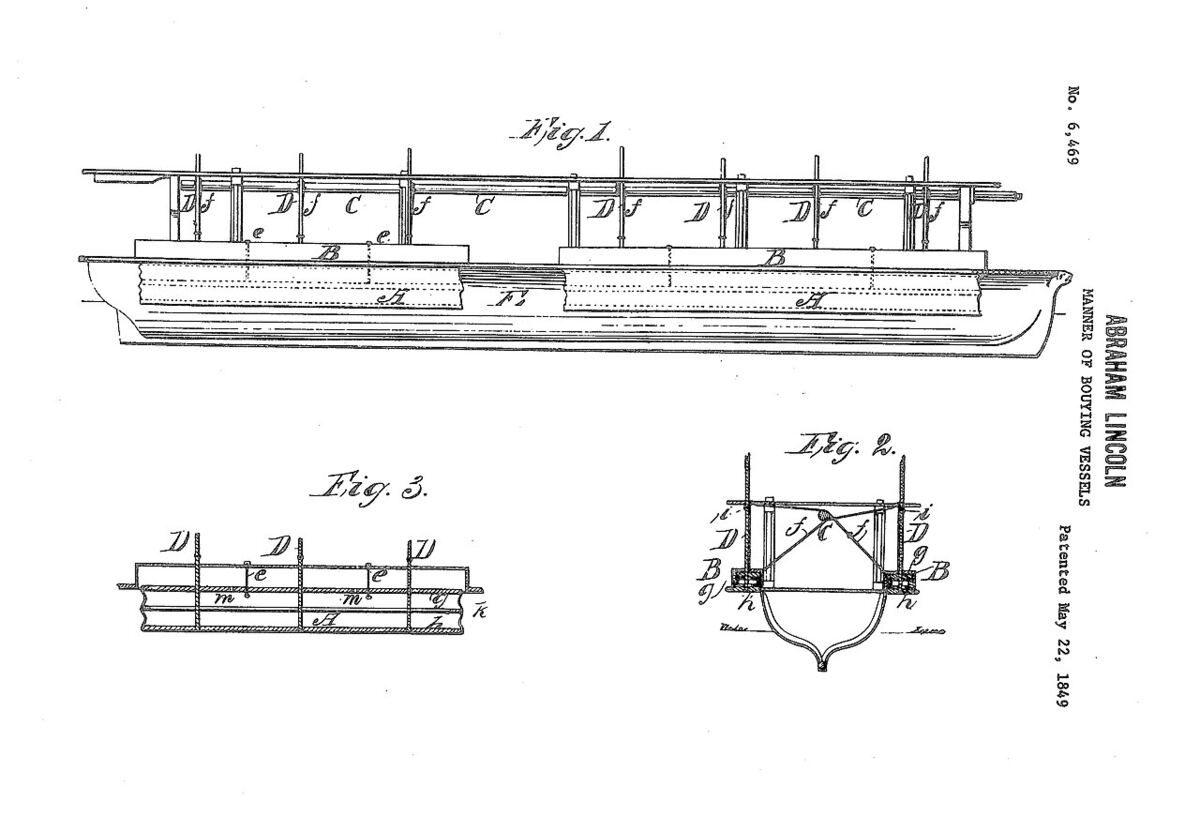 No. 6,469
ABRAHAM LINCOLN
MANNER OF BOUYING VESSELS
Patented May 22, 1849
Fig. 1.
D f D f C f C D f D f D f C D f
e e
B B
A F A
Fig. 2.
i i
D f C f D
g
B B
g
h h
Fig. 3.
D D D
e e
m m g k
A h